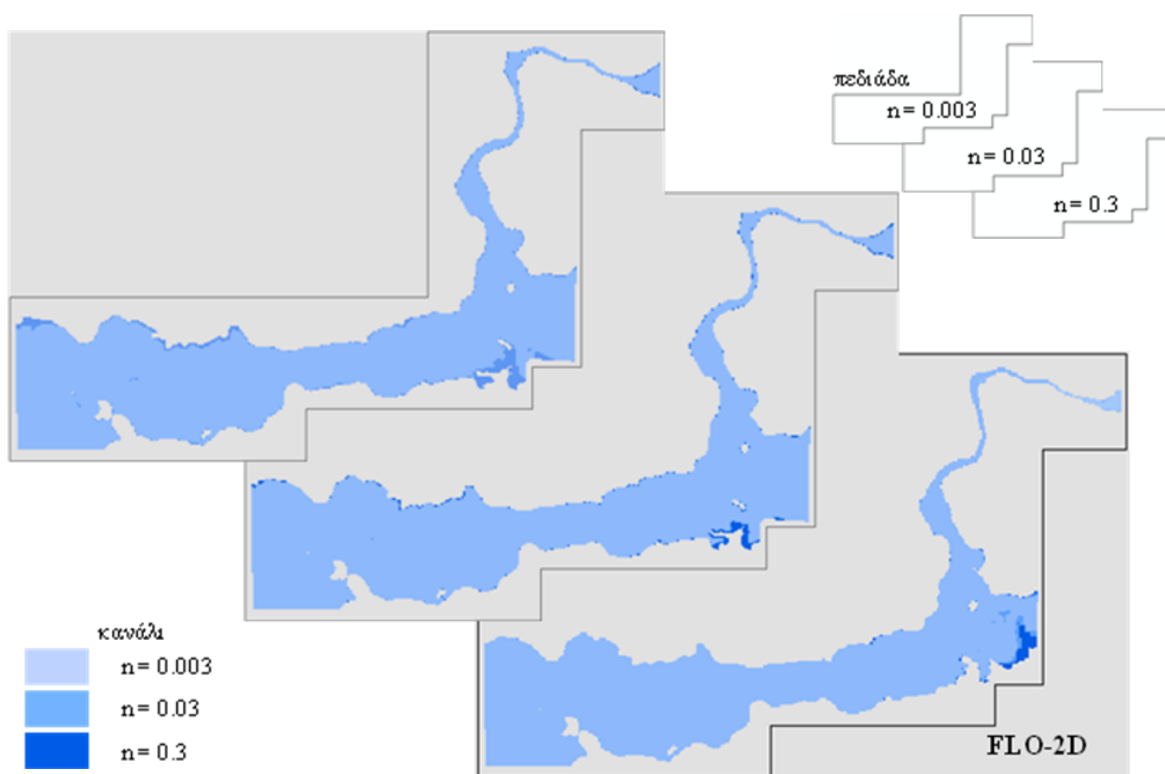 πεδιάδα
n = 0.003
n = 0.03
n = 0.3
κανάλι
n = 0.003
n = 0.03
n = 0.3
FLO-2D